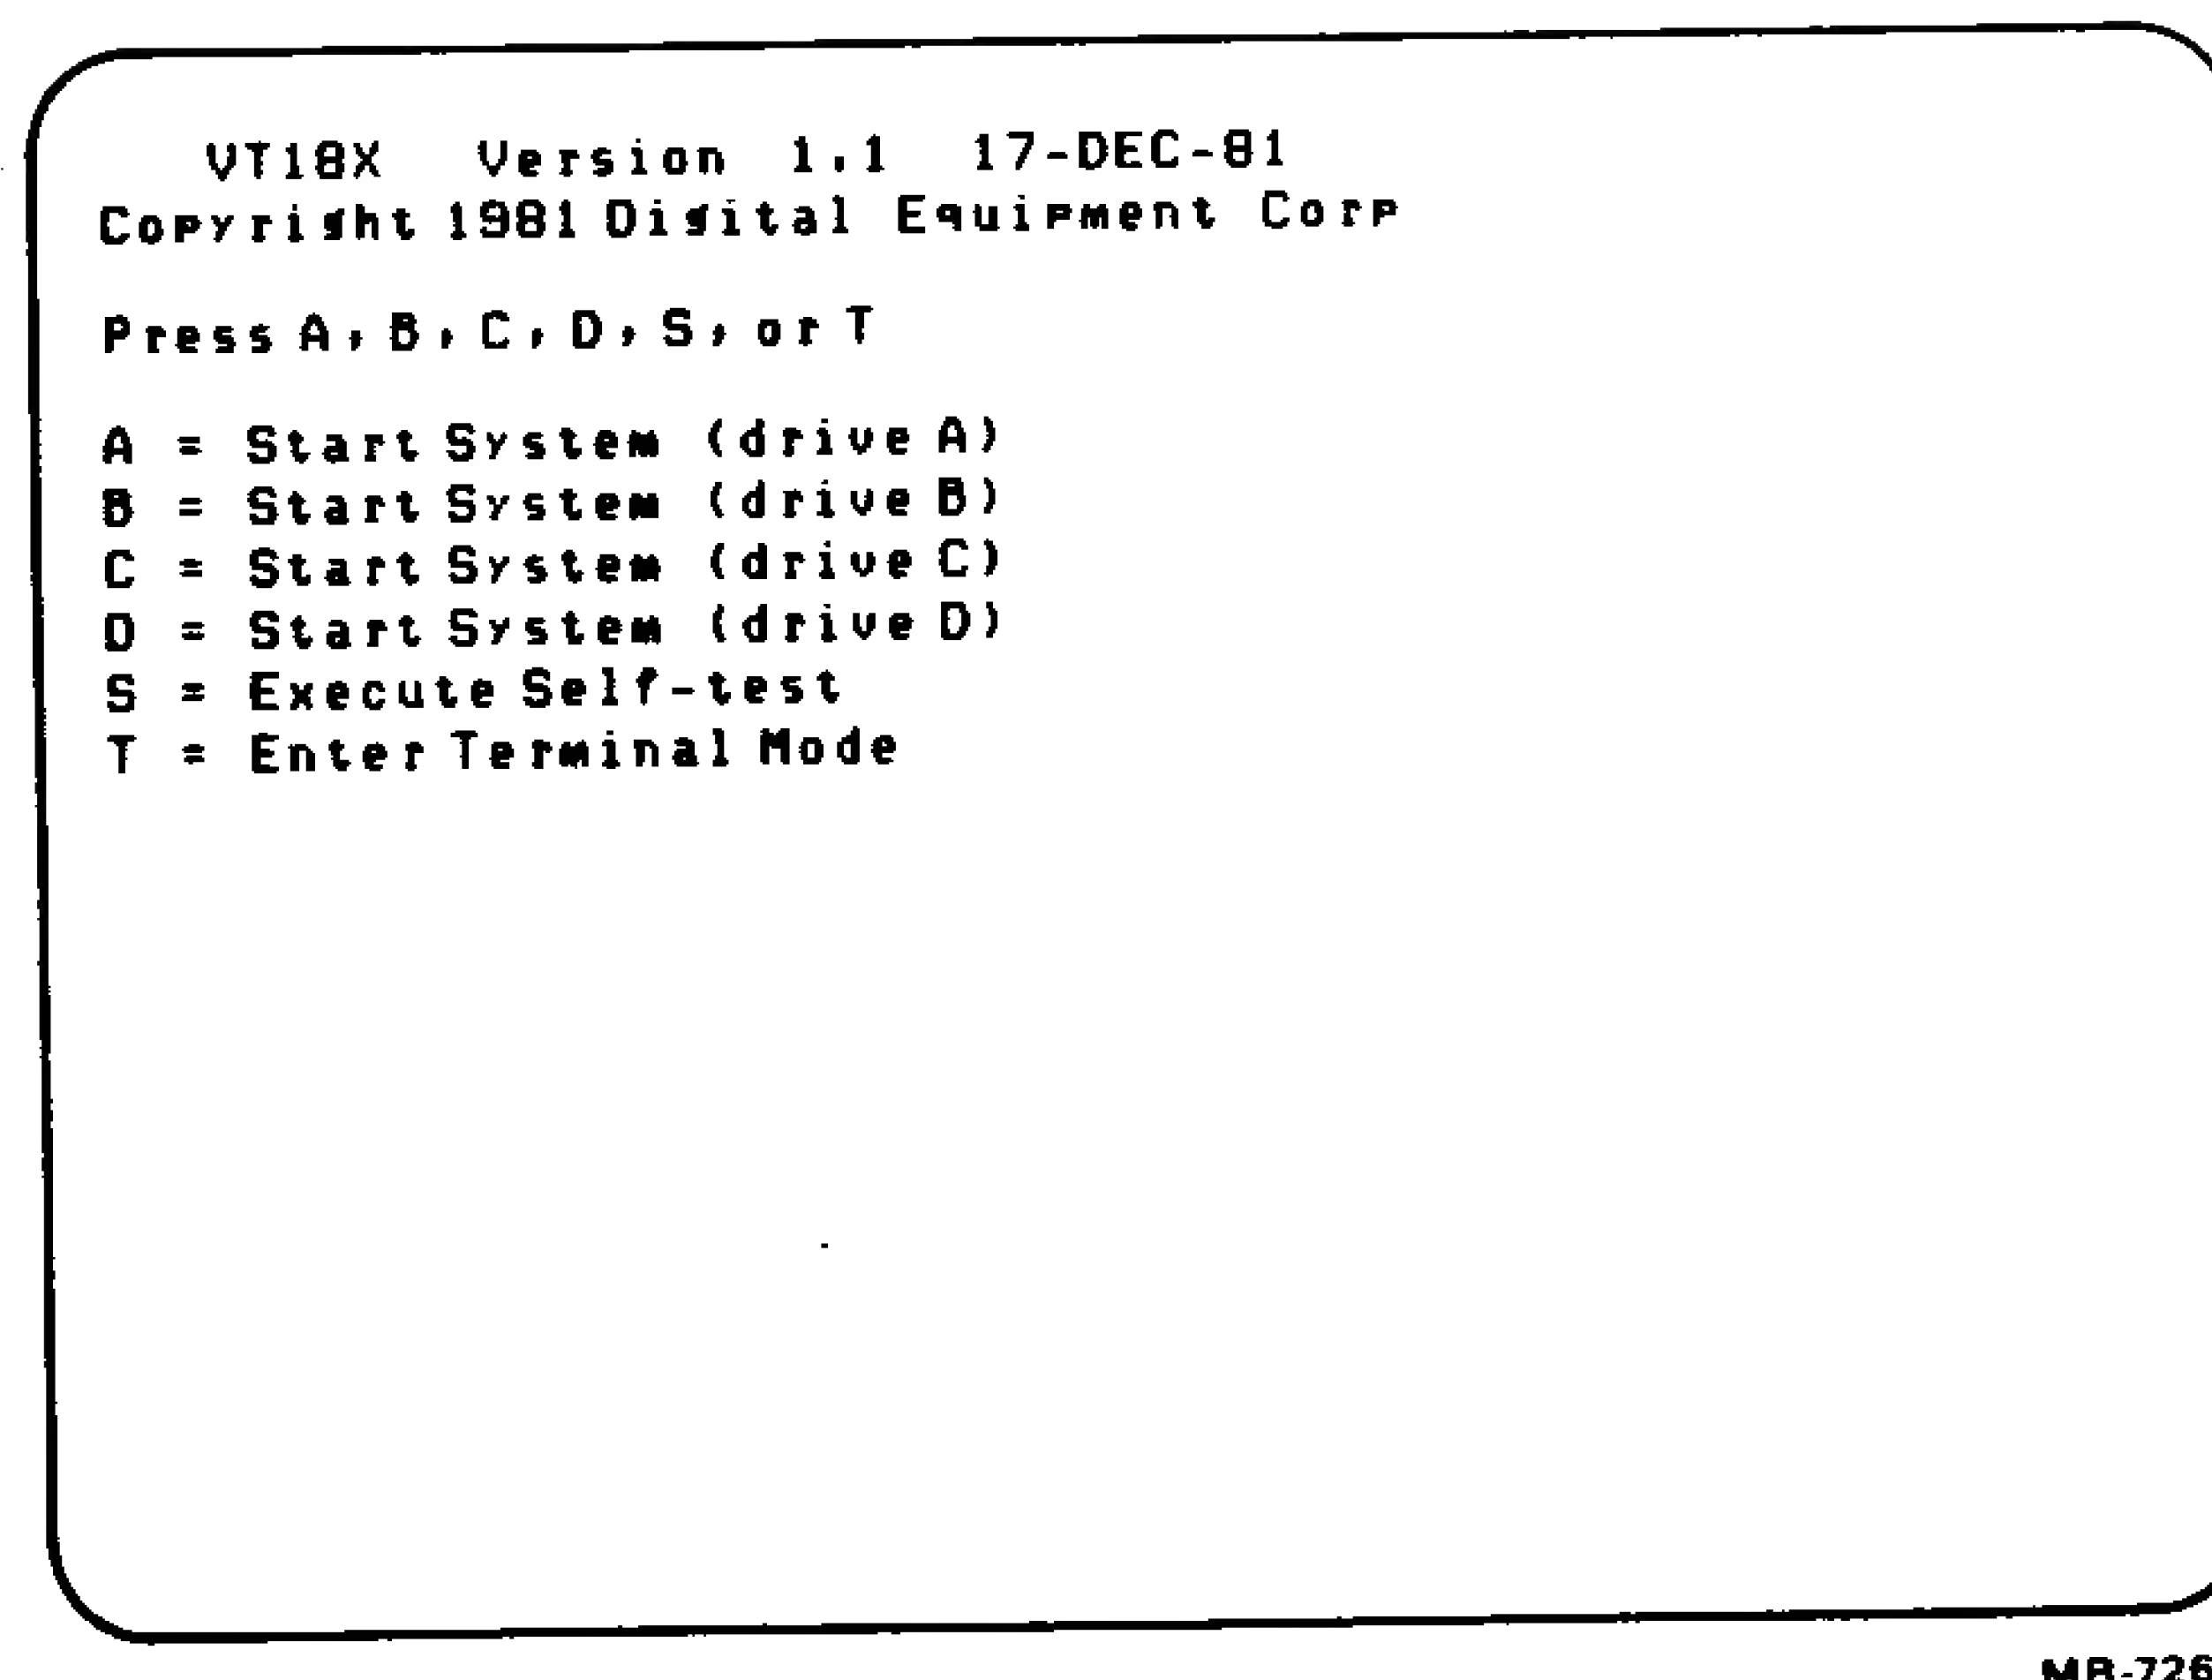 VT18X Version 1.1 17-DEC-81
Copyright 1981 Digital Equipment Corp
Press A, B, C, D, S, or T
A = Start System (drive A)
B = Start System (drive B)
C = Start System (drive C)
D = Start System (drive D)
S = Execute Self-test
T = Enter Terminal Mode